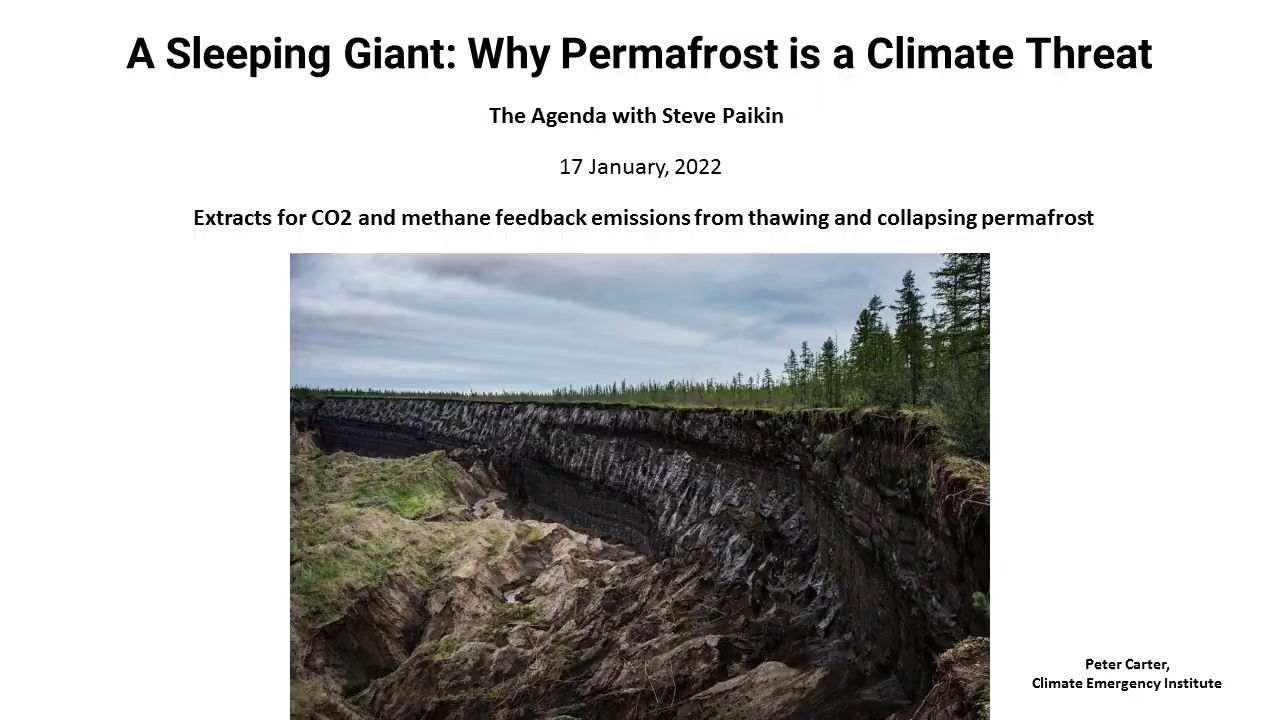 A Sleeping Giant: Why Permafrost is a Climate Threat
The Agenda with Steve Paikin
17 January, 2022
Extracts for CO2 and methane feedback emissions from thawing and collapsing permafrost
Peter Carter,
Climate Emergency Institute